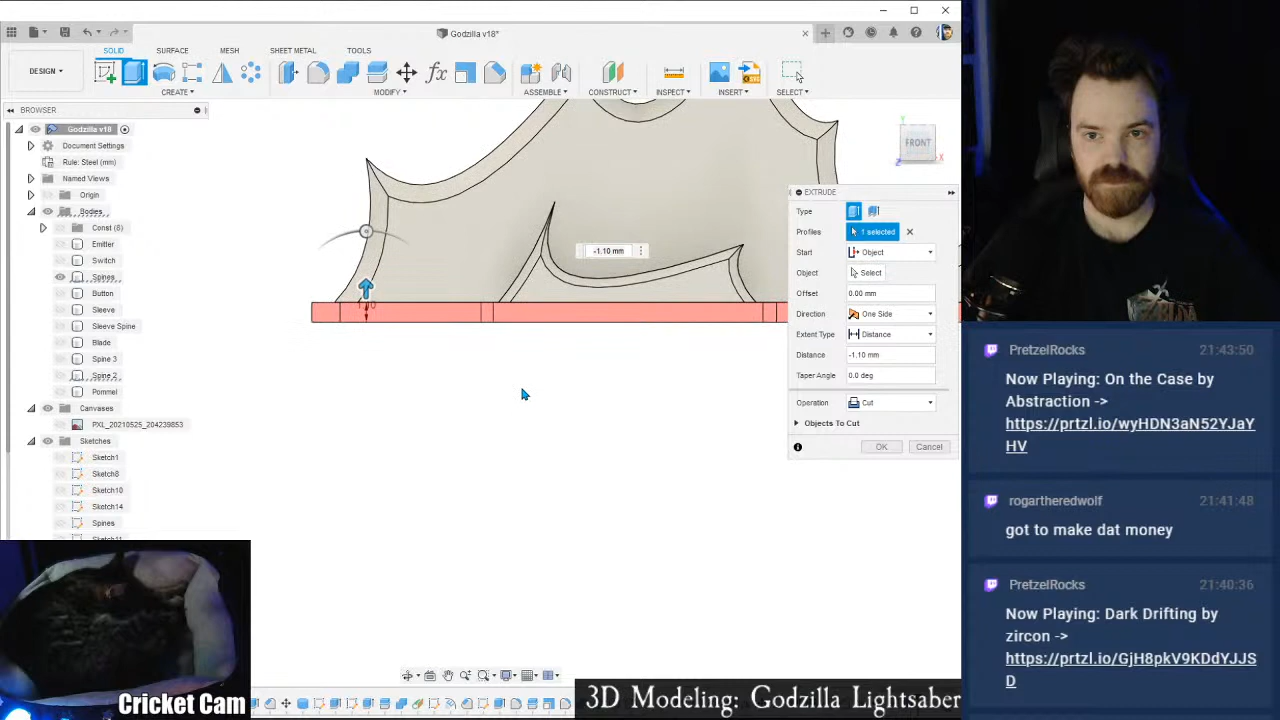 Godzilla v18*
SOLID SURFACE MESH SHEET METAL TOOLS
DESIGN
CREATE MODIFY ASSEMBLE CONSTRUCT INSPECT INSERT SELECT
BROWSER
Godzilla v18
Document Settings
Rule: Steel (mm)
Named Views
Origin
Bodies
Const (8)
Emitter
Switch
Spines
Button
Sleeve
Sleeve Spine
Blade
Spine 3
Spine 2
Pommel
Canvases
PXL_20210525_204239853
Sketches
Sketch1
Sketch8
Sketch10
Sketch14
Spines
-1.10 mm
FRONT
Y
X
Z
EXTRUDE
Type
Profiles 1 selected
Start Object
Object Select
Offset 0.00 mm
Direction One Side
Extent Type Distance
Distance -1.10 mm
Taper Angle 0.0 deg
Operation Cut
Objects To Cut
OK Cancel
PretzelRocks 21:43:50
Now Playing: On the Case by
Abstraction ->
https://prtzl.io/wyHDN3aN52YJaY
HV
rogartheredwolf 21:41:48
got to make dat money
PretzelRocks 21:40:36
Now Playing: Dark Drifting by
zircon ->
https://prtzl.io/GjH8pkV9KDdYJJS
D
Cricket Cam
3D Modeling: Godzilla Lightsaber